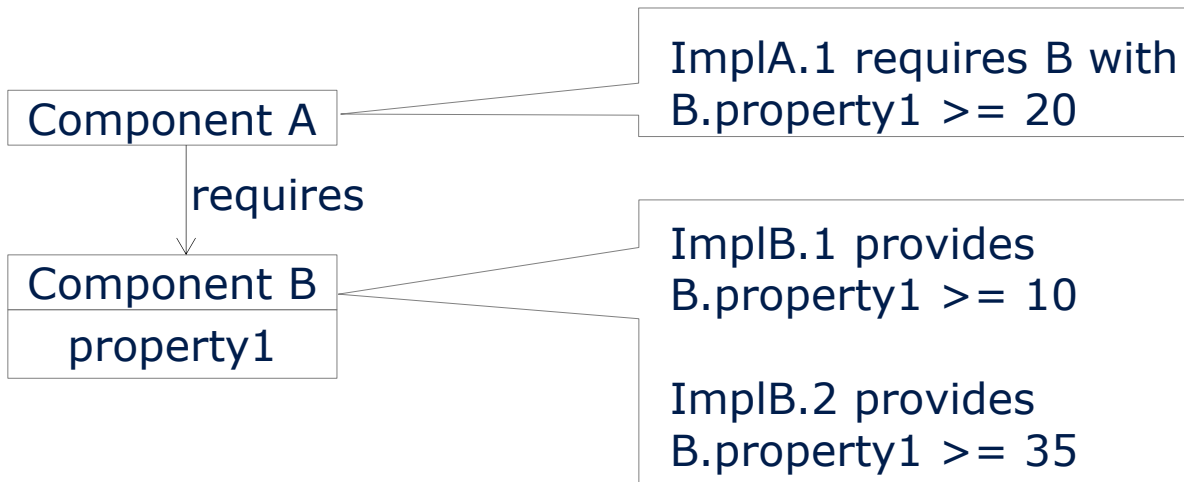 Component A
requires
Component B
property1
ImplA.1 requires B with
B.property1 >= 20
ImplB.1 provides
B.property1 >= 10
ImplB.2 provides
B.property1 >= 35